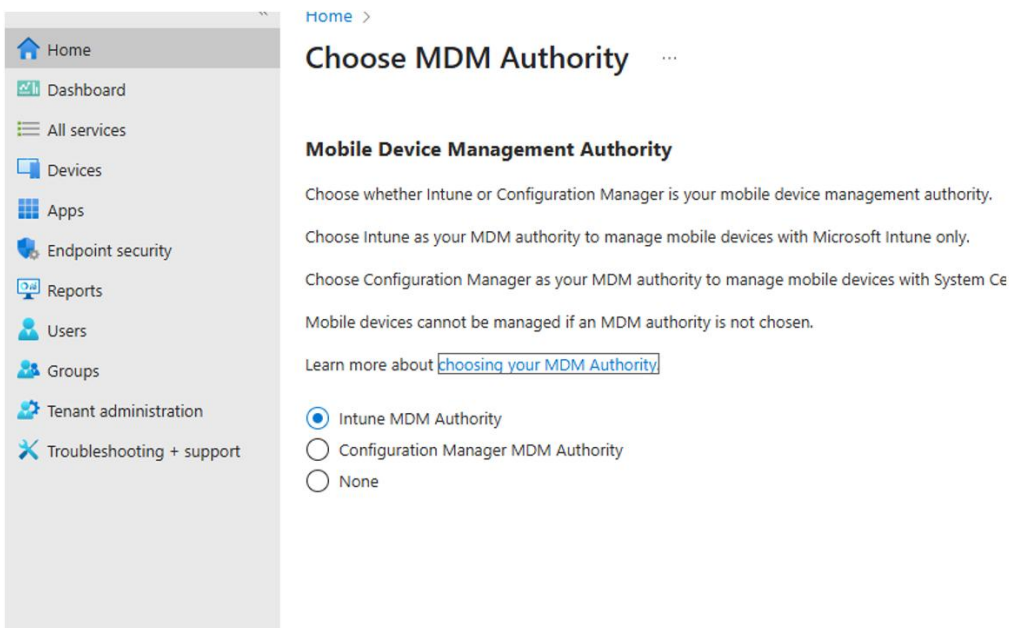 Home >
Home
Dashboard
All services
Devices
Apps
Endpoint security
Reports
Users
Groups
Tenant administration
Troubleshooting + support
Choose MDM Authority ...
Mobile Device Management Authority
Choose whether Intune or Configuration Manager is your mobile device management authority.
Choose Intune as your MDM authority to manage mobile devices with Microsoft Intune only.
Choose Configuration Manager as your MDM authority to manage mobile devices with System Ce
Mobile devices cannot be managed if an MDM authority is not chosen.
Learn more about choosing your MDM Authority.
Intune MDM Authority
Configuration Manager MDM Authority
None